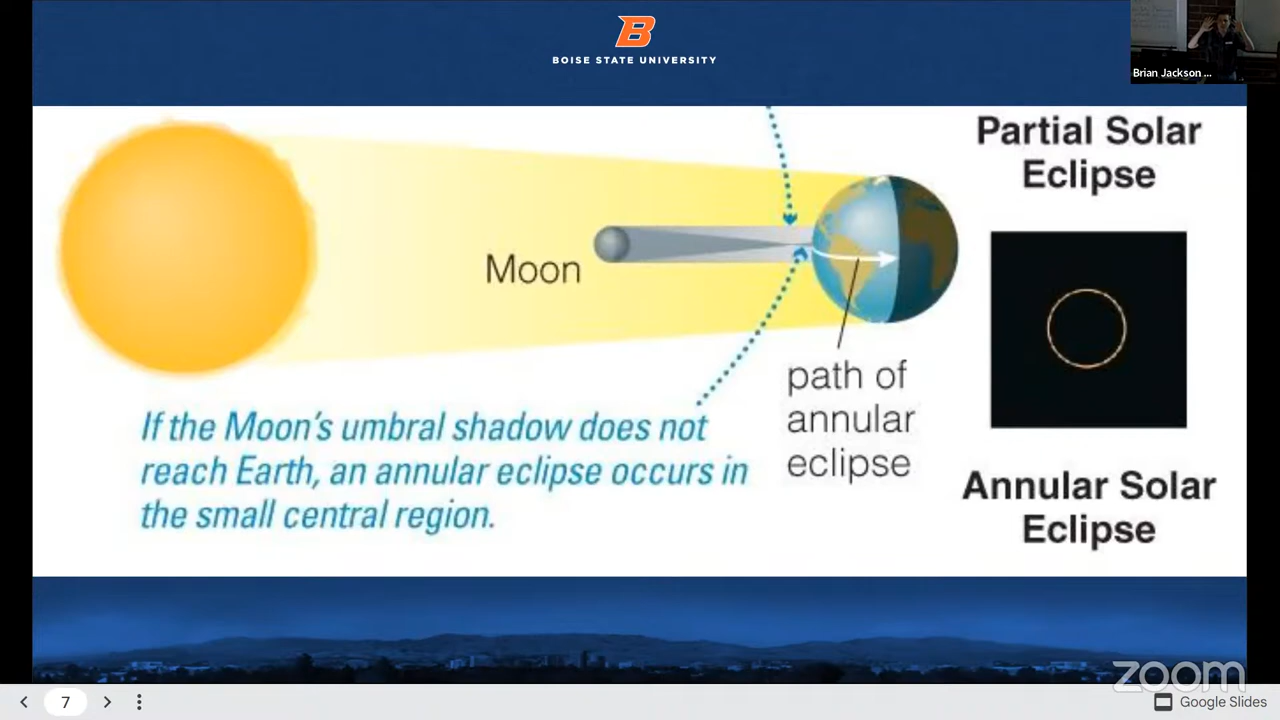 B
BOISE STATE UNIVERSITY
Brian Jackson ...
Partial Solar
Eclipse
Moon
path of
annular
eclipse
If the Moon's umbral shadow does not
reach Earth, an annular eclipse occurs in
the small central region.
Annular Solar
Eclipse
zoom
7
Google Slides